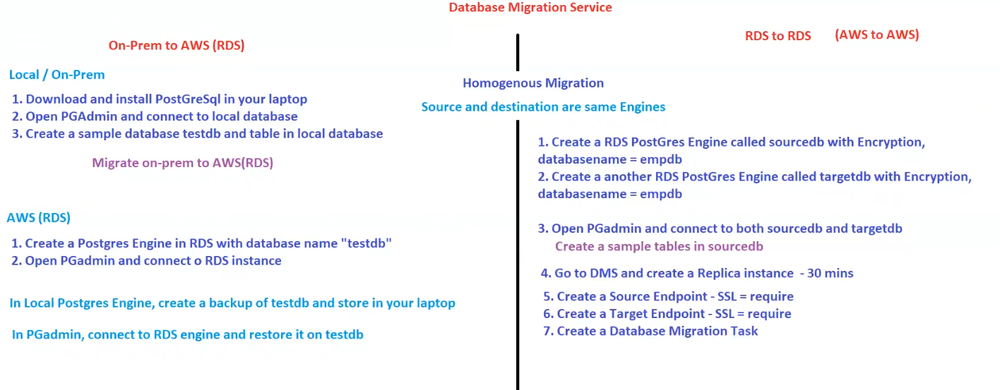 Database Migration Service
On-Prem to AWS (RDS)
RDS to RDS (AWS to AWS)
Local / On-Prem
1. Download and install PostGreSql in your laptop
2. Open PGAdmin and connect to local database
3. Create a sample database testdb and table in local database
Migrate on-prem to AWS(RDS)
AWS (RDS)
1. Create a Postgres Engine in RDS with database name "testdb"
2. Open PGadmin and connect o RDS instance
In Local Postgres Engine, create a backup of testdb and store in your laptop
In PGadmin, connect to RDS engine and restore it on testdb
Homogenous Migration
Source and destination are same Engines
1. Create a RDS PostGres Engine called sourcedb with Encryption,
databasename = empdb
2. Create a another RDS PostGres Engine called targetdb with Encryption,
databasename = empdb
3. Open PGadmin and connect to both sourcedb and targetdb
Create a sample tables in sourcedb
4. Go to DMS and create a Replica instance - 30 mins
5. Create a Source Endpoint - SSL = require
6. Create a Target Endpoint - SSL = require
7. Create a Database Migration Task